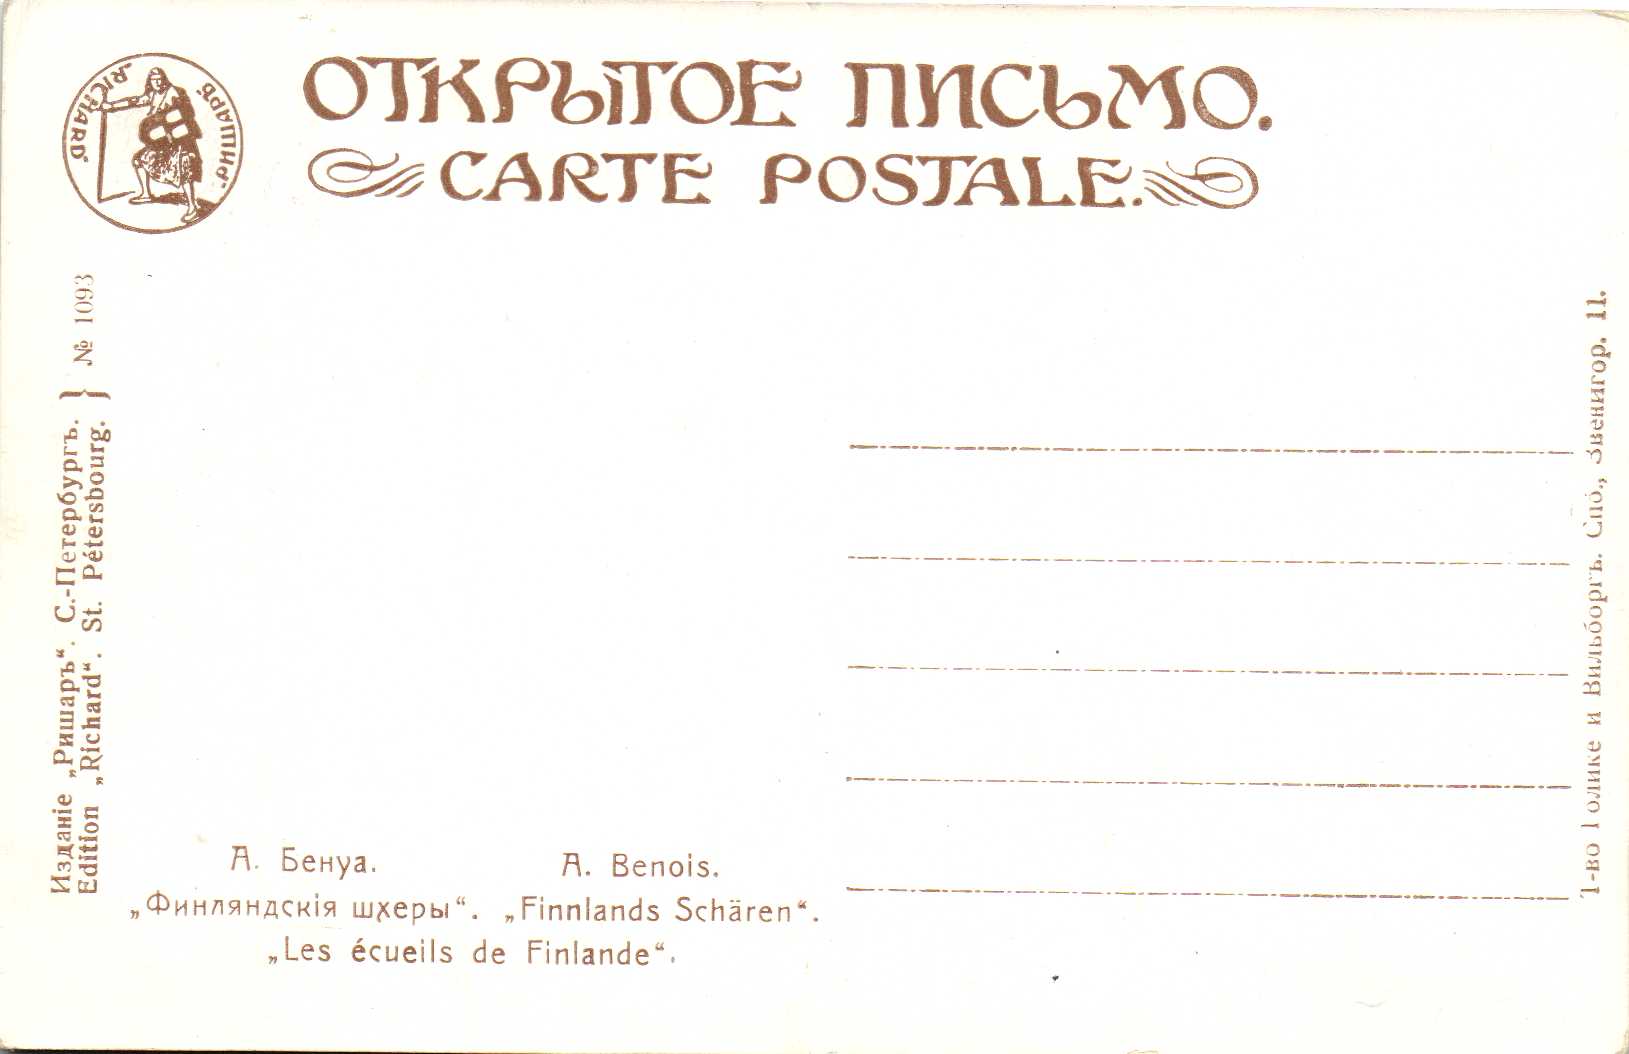 „RICHARD“
„РИШАРЪ“
ОТКРЫТОЕ ПИСЬМО.
CARTE POSTALE.
Изданіе „Ришаръ“. С.-Петербургъ.
Edition „Richard“. St. Pétersbourg.
} № 1093
А. Бенуа.
A. Benois.
„Финляндскія шхеры“. „Finnlands Schären“.
„Les écueils de Finlande“.
Т-во Голике и Вильборгъ. Спб., Звенигор. 11.